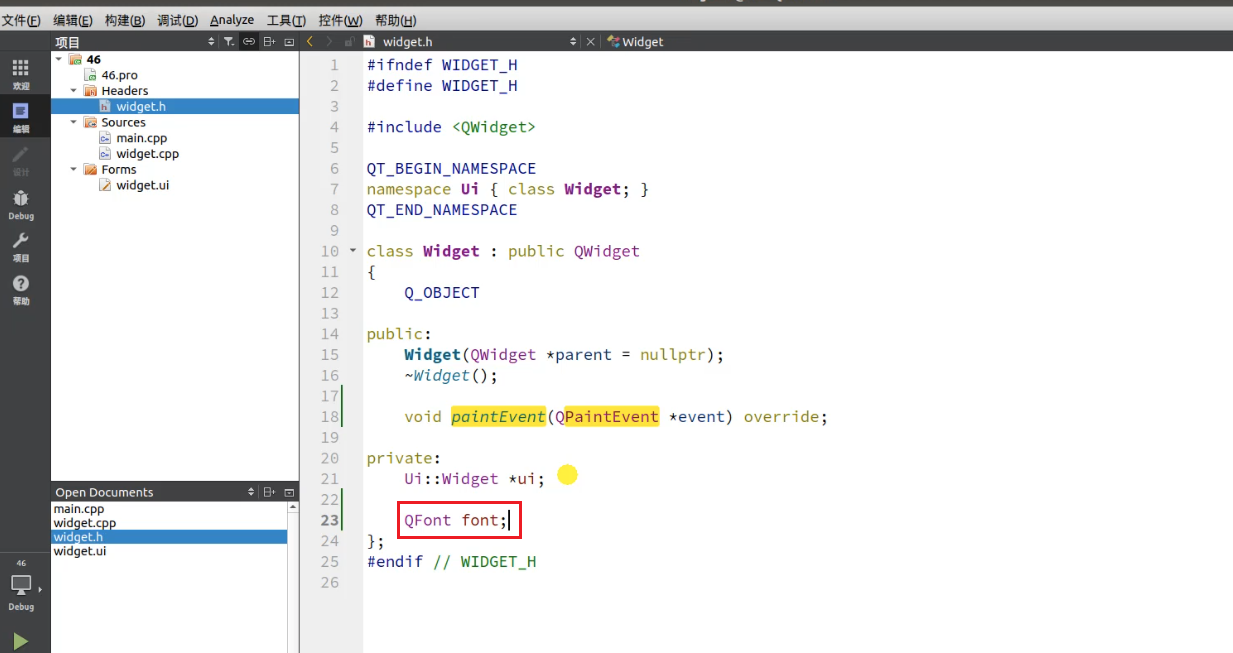 文件(F) 编辑(E) 构建(B) 调试(D) Analyze 工具(T) 控件(W) 帮助(H)
项目
widget.h
Widget
欢迎
编辑
设计
Debug
项目
帮助
46
Debug
46
46.pro
Headers
widget.h
Sources
main.cpp
widget.cpp
Forms
widget.ui
Open Documents
main.cpp
widget.cpp
widget.h
widget.ui
1 #ifndef WIDGET_H
2 #define WIDGET_H
3
4 #include <QWidget>
5
6 QT_BEGIN_NAMESPACE
7 namespace Ui { class Widget; }
8 QT_END_NAMESPACE
9
10 class Widget : public QWidget
11 {
12 Q_OBJECT
13
14 public:
15 Widget(QWidget *parent = nullptr);
16 ~Widget();
17
18 void paintEvent(QPaintEvent *event) override;
19
20 private:
21 Ui::Widget *ui;
22
23 QFont font;
24 };
25 #endif // WIDGET_H
26